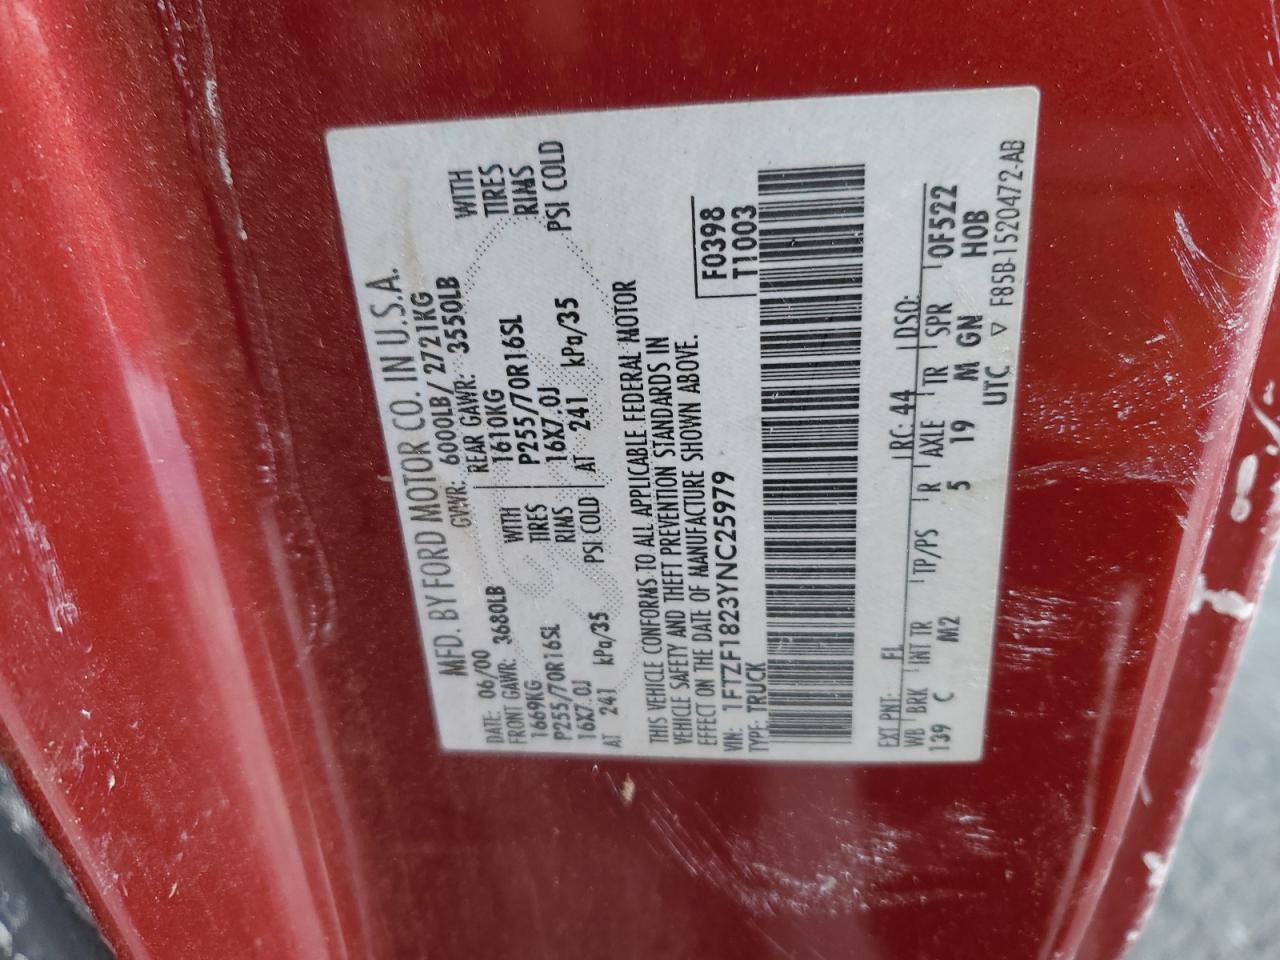 MFD. BY FORD MOTOR CO. IN U.S.A.
DATE: 06/00 GVWR: 6000LB/ 2721KG
FRONT GAWR: 3680LB REAR GAWR: 3550LB
1669KG WITH 1610KG WITH
P255/70R16SL TIRES P255/70R16SL TIRES
16X7.0J RIMS 16X7.0J RIMS
AT 241 kPa/35 PSI COLD AT 241 kPa/35 PSI COLD
THIS VEHICLE CONFORMS TO ALL APPLICABLE FEDERAL MOTOR
VEHICLE SAFETY AND THEFT PREVENTION STANDARDS IN
EFFECT ON THE DATE OF MANUFACTURE SHOWN ABOVE.
F0398
VIN: 1FTZF1823YNC25979
T1003
TYPE: TRUCK
EXT PNT: FL RC: 44 DSO:
WB BRK INT TR TP/PS R AXLE TR SPR 0F522
139 C M2 5 19 M GN HOB
UTC ▽ F85B-1520472-AB